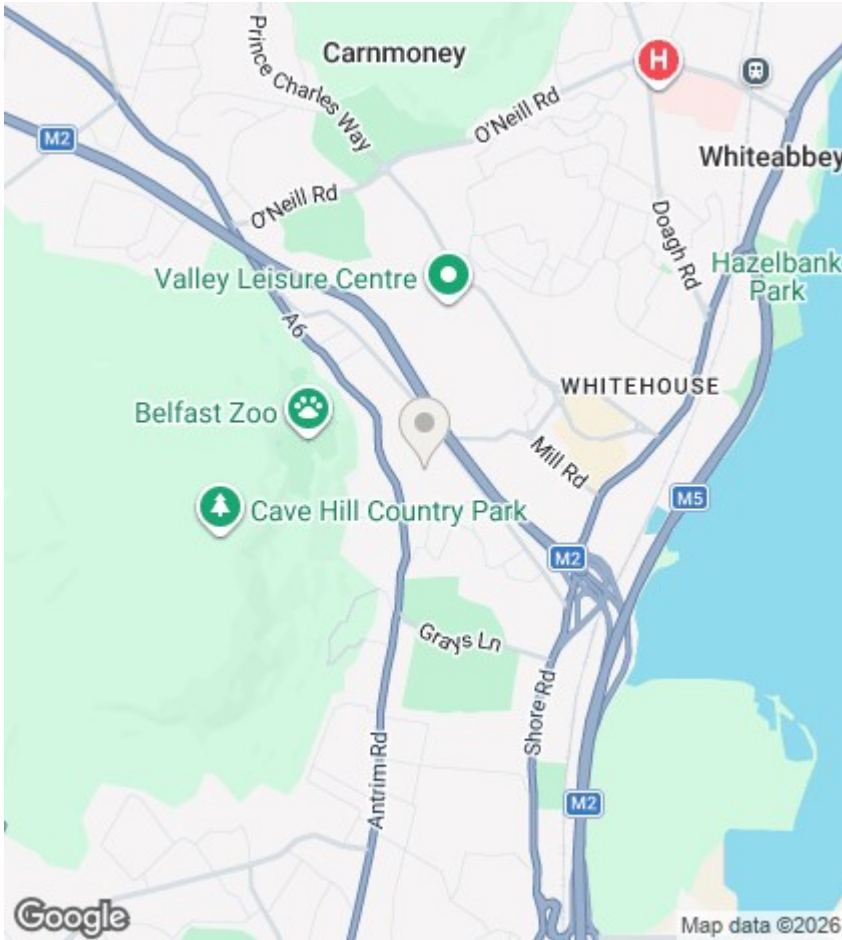 Carnmoney
Prince Charles Way
H
O'Neill Rd
M2
Whiteabbey
O'Neill Rd
Doagh Rd
Valley Leisure Centre
Hazelbank
Park
A6
WHITEHOUSE
Belfast Zoo
Mill Rd
M5
Cave Hill Country Park
M2
Grays Ln
Shore Rd
Antrim Rd
M2
Google
Map data ©2026